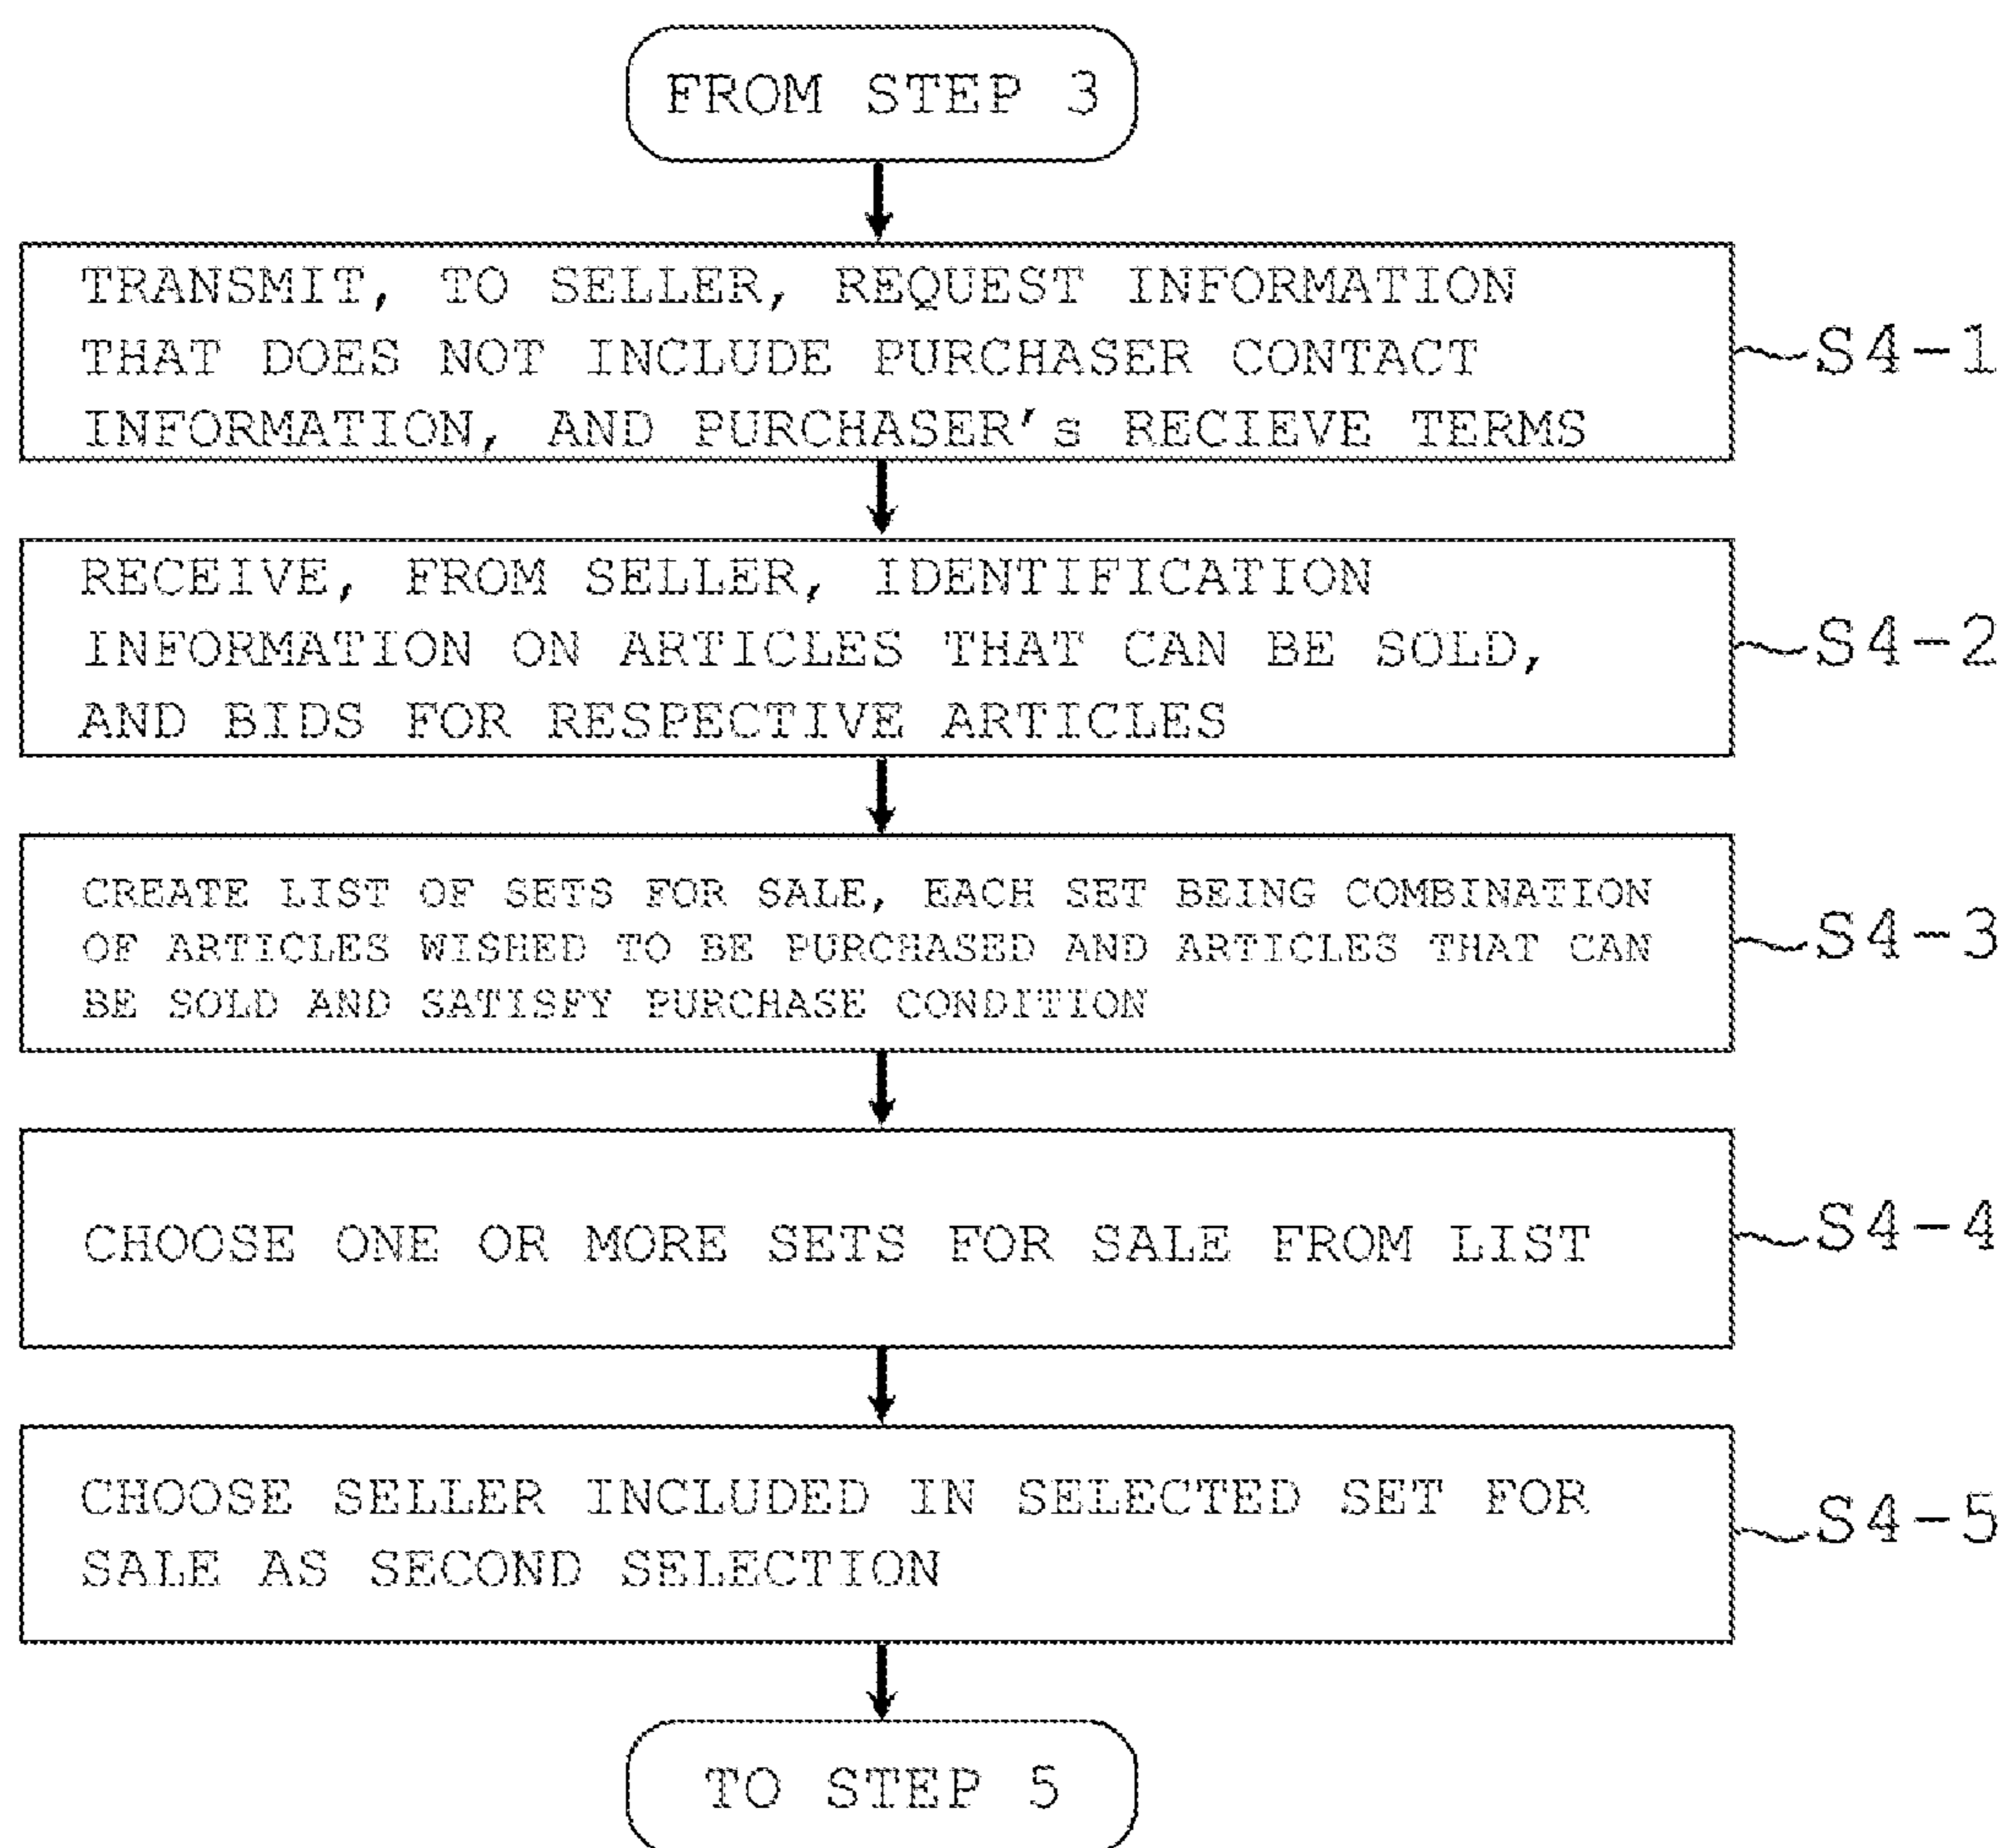 FROM STEP 3
TRANSMIT, TO SELLER, REQUEST INFORMATION
THAT DOES NOT INCLUDE PURCHASER CONTACT
INFORMATION, AND PURCHASER's RECIEVE TERMS
S4-1
RECEIVE, FROM SELLER, IDENTIFICATION
INFORMATION ON ARTICLES THAT CAN BE SOLD,
AND BIDS FOR RESPECTIVE ARTICLES
S4-2
CREATE LIST OF SETS FOR SALE, EACH SET BEING COMBINATION
OF ARTICLES WISHED TO BE PURCHASED AND ARTICLES THAT CAN
BE SOLD AND SATISFY PURCHASE CONDITION
S4-3
CHOOSE ONE OR MORE SETS FOR SALE FROM LIST
S4-4
CHOOSE SELLER INCLUDED IN SELECTED SET FOR
SALE AS SECOND SELECTION
S4-5
TO STEP 5